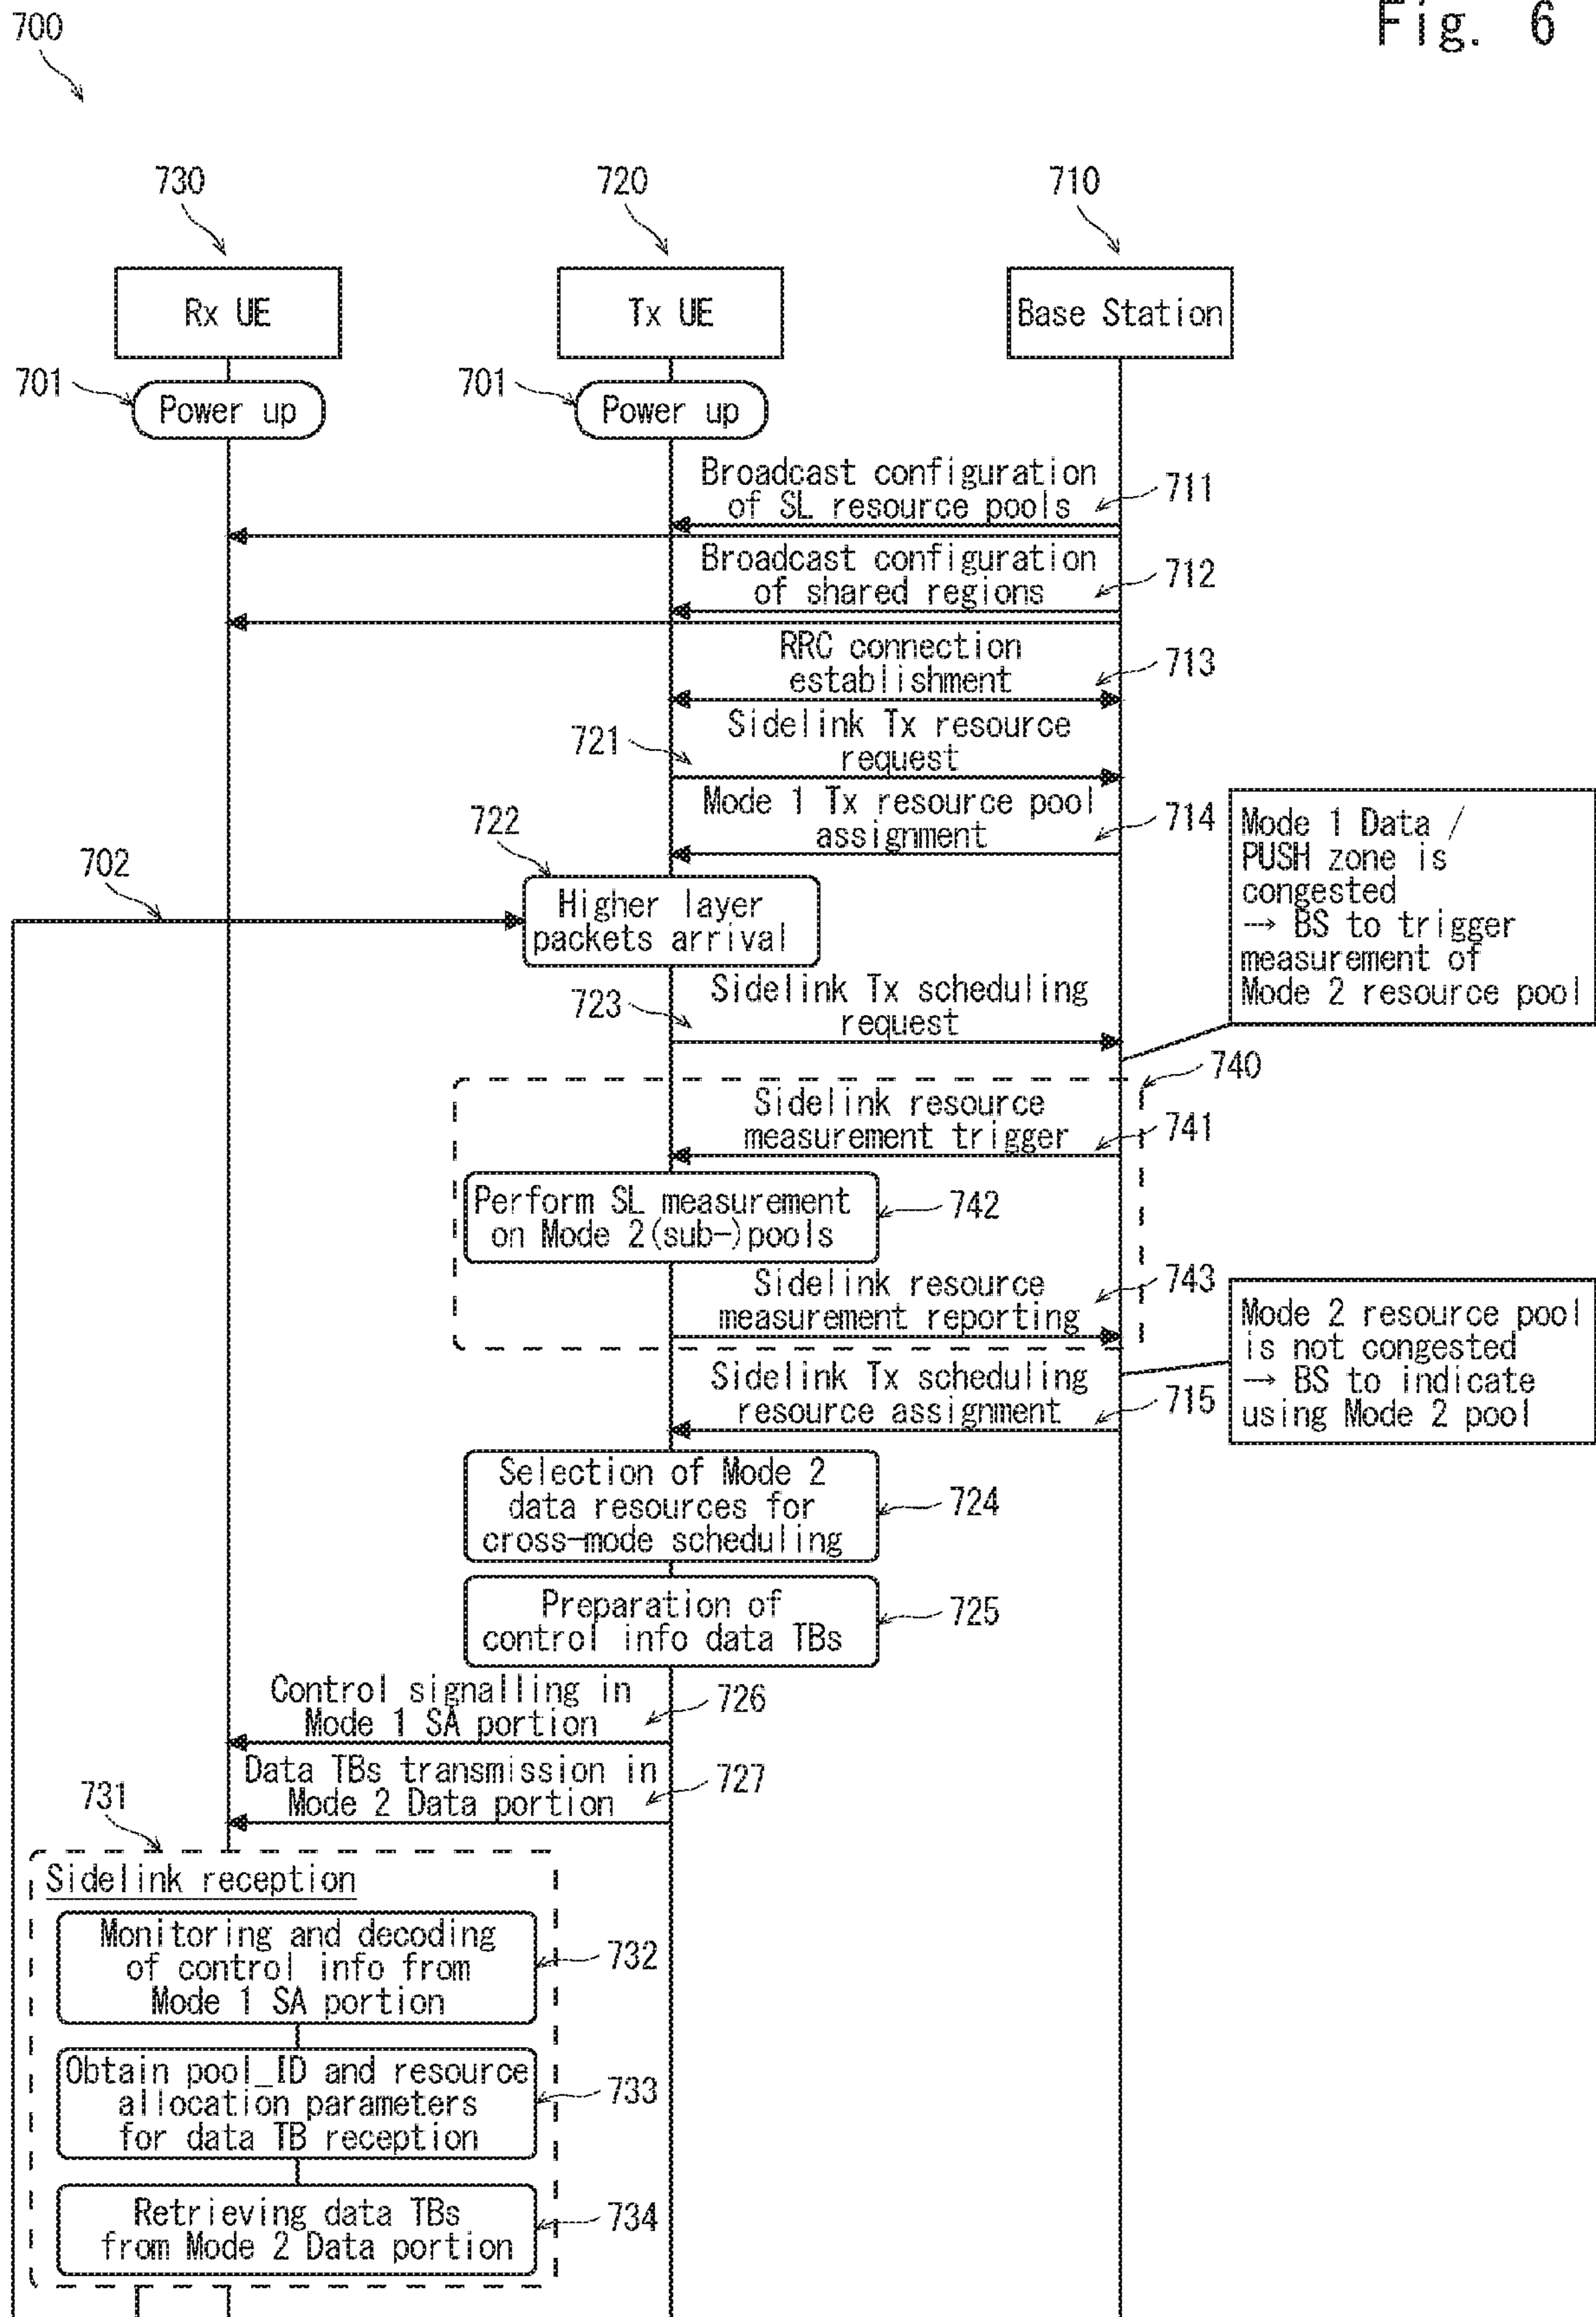 Fig. 6
700
730
720
710
Rx UE
Tx UE
Base Station
701
Power up
701
Power up
Broadcast configuration
of SL resource pools
711
Broadcast configuration
of shared regions
712
RRC connection
establishment
713
721
Sidelink Tx resource
request
Mode 1 Tx resource pool
assignment
714
Mode 1 Data /
PUSH zone is
congested
→ BS to trigger
measurement of
Mode 2 resource pool
722
702
Higher layer
packets arrival
723
Sidelink Tx scheduling
request
740
Sidelink resource
measurement trigger
741
Perform SL measurement
on Mode 2(sub-)pools
742
Sidelink resource
measurement reporting
743
Mode 2 resource pool
is not congested
→ BS to indicate
using Mode 2 pool
Sidelink Tx scheduling
resource assignment
715
Selection of Mode 2
data resources for
cross-mode scheduling
724
Preparation of
control info data TBs
725
Control signalling in
Mode 1 SA portion
726
Data TBs transmission in
Mode 2 Data portion
727
731
Sidelink reception
Monitoring and decoding
of control info from
Mode 1 SA portion
732
Obtain pool_ID and resource
allocation parameters
for data TB reception
733
Retrieving data TBs
from Mode 2 Data portion
734